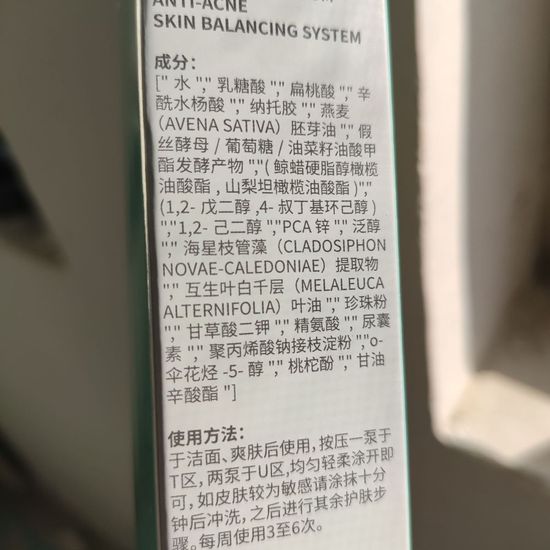 ANTI-ACNE
SKIN BALANCING SYSTEM
成分：
[" 水 "," 乳糖酸 "," 扁桃酸 "," 辛
酰水杨酸 "," 纳托胶 "," 燕麦
（AVENA SATIVA）胚芽油 "," 假
丝酵母 / 葡萄糖 / 油菜籽油酸甲
酯发酵产物 ","( 鲸蜡硬脂醇橄榄
油酸酯 , 山梨坦橄榄油酸酯 )","
(1,2- 戊二醇 ,4- 叔丁基环己醇 )
","1,2- 己二醇 ","PCA 锌 "," 泛醇
"," 海星枝管藻（CLADOSIPHON
NOVAE-CALEDONIAE）提取物
"," 互生叶白千层（MELALEUCA
ALTERNIFOLIA）叶油 "," 珍珠粉
"," 甘草酸二钾 "," 精氨酸 "," 尿囊
素 "," 聚丙烯酸钠接枝淀粉 ","o-
伞花烃 -5- 醇 "," 桃柁酚 "," 甘油
辛酸酯 "]
使用方法：
于洁面、爽肤后使用，按压一泵于
T区，两泵于U区,均匀轻柔涂开即
可，如皮肤较为敏感请涂抹十分
钟后冲洗，之后进行其余护肤步
骤。每周使用3至6次。